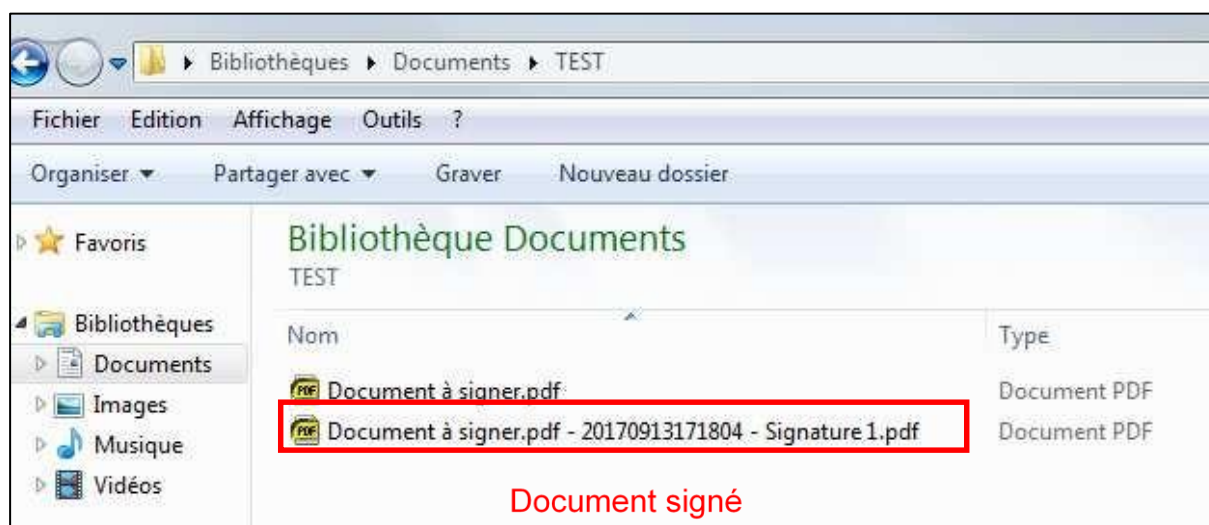 Bibliothèques Documents TEST
Fichier Edition Affichage Outils ?
Organiser Partager avec Graver Nouveau dossier
Favoris
Bibliothèques
Documents
Images
Musique
Vidéos
Bibliothèque Documents
TEST
Nom Type
PDF Document à signer.pdf Document PDF
PDF Document à signer.pdf - 20170913171804 - Signature 1.pdf Document PDF
Document signé